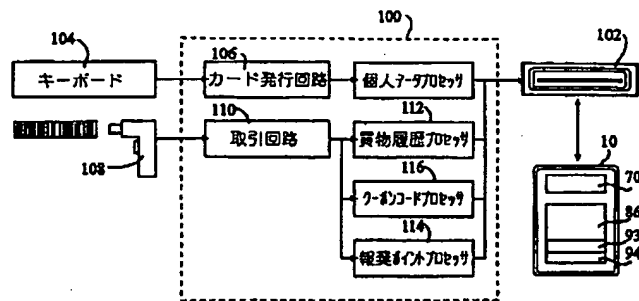 100
104
キーボード
106
カード発行回路
個人データプロセッサ
102
108
110
取引回路
112
買物履歴プロセッサ
116
クーポンコードプロセッサ
114
報奨ポイントプロセッサ
10
70
86
93
94